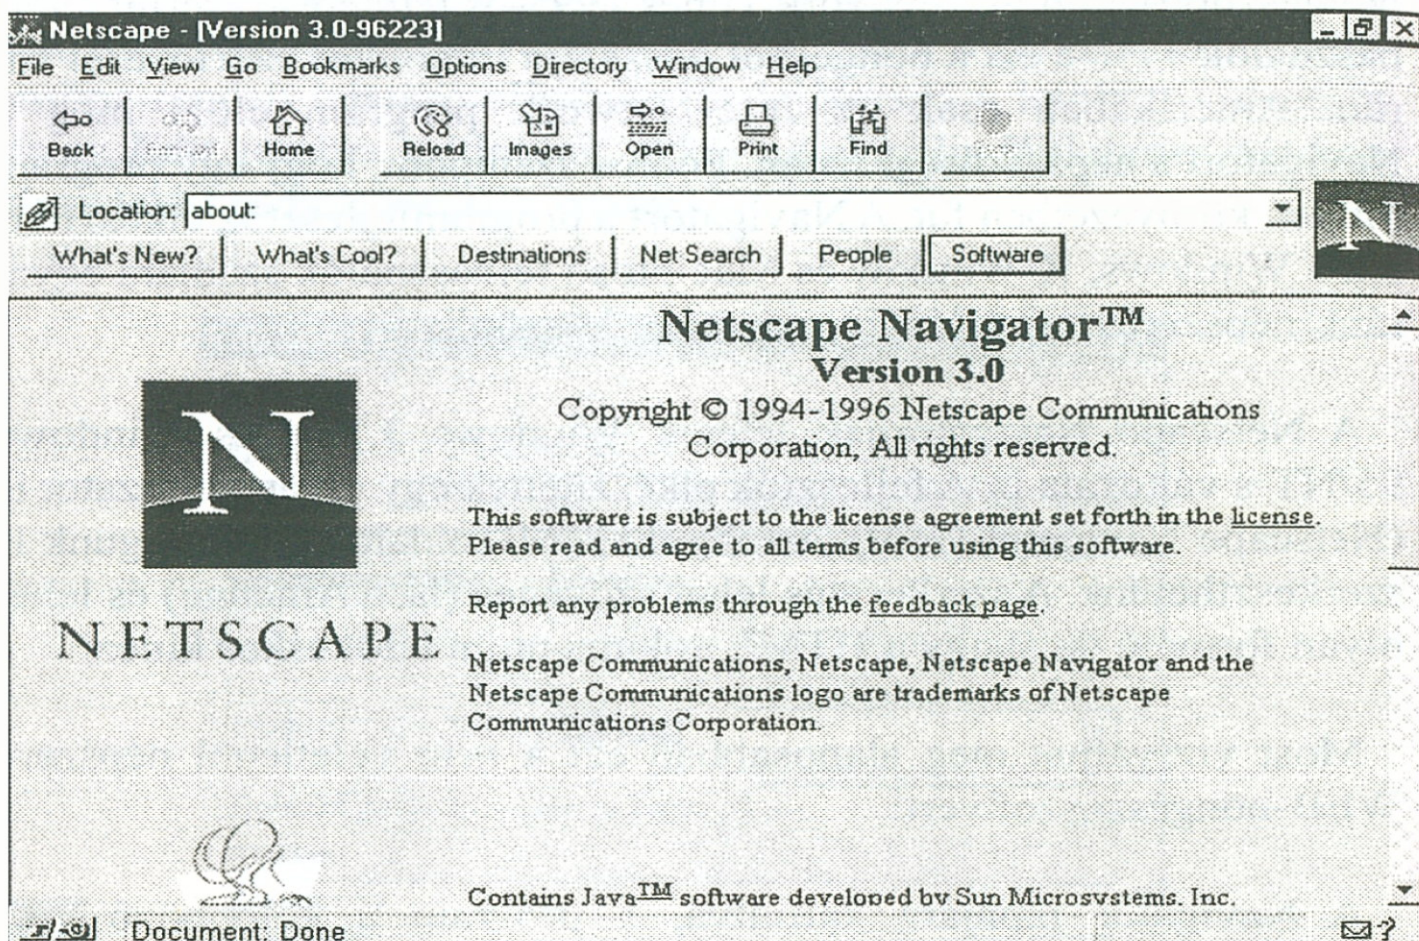 Netscape - [Version 3.0-96223]
File Edit View Go Bookmarks Options Directory Window Help
Back Home Reload Images Open Print Find
Location: about:
What's New? What's Cool? Destinations Net Search People Software
N
Netscape Navigator™
Version 3.0
Copyright © 1994-1996 Netscape Communications
Corporation, All rights reserved.
N
NETSCAPE
This software is subject to the license agreement set forth in the license.
Please read and agree to all terms before using this software.
Report any problems through the feedback page.
Netscape Communications, Netscape, Netscape Navigator and the
Netscape Communications logo are trademarks of Netscape
Communications Corporation.
Contains Java™ software developed by Sun Microsystems, Inc.
Document: Done